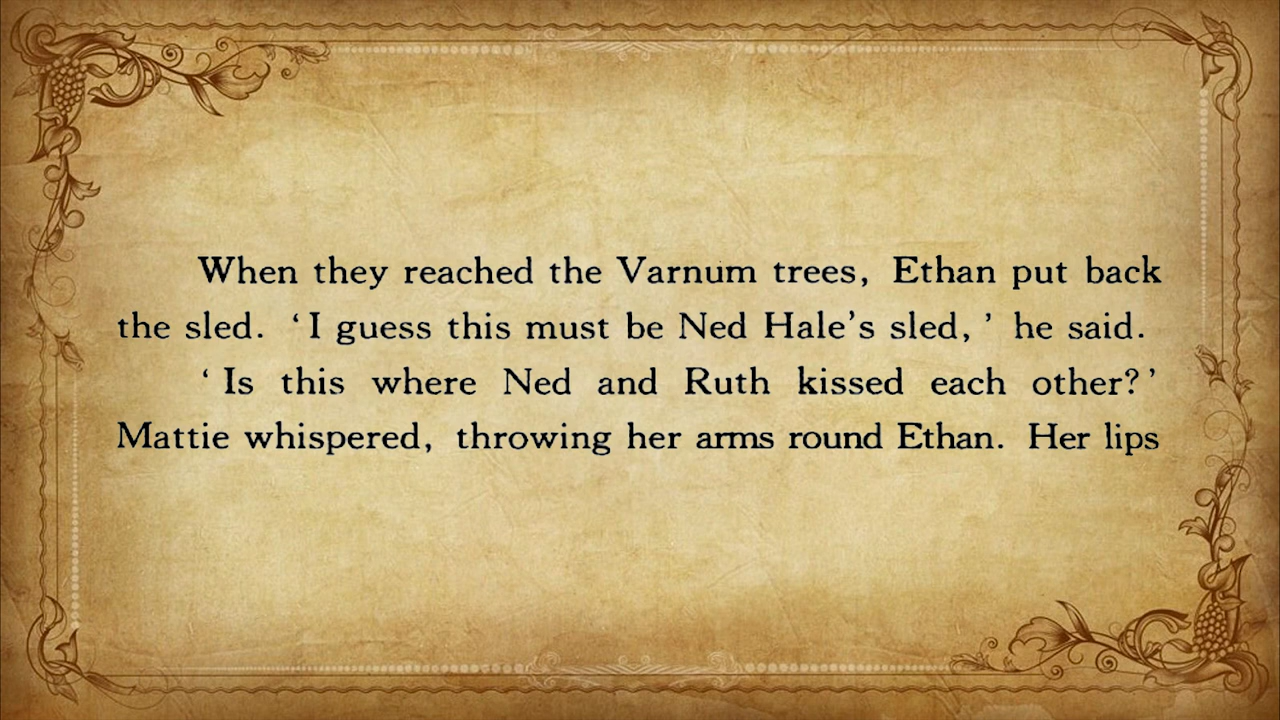 When they reached the Varnum trees, Ethan put back
the sled. ‘I guess this must be Ned Hale’s sled,’ he said.
‘Is this where Ned and Ruth kissed each other?’
Mattie whispered, throwing her arms round Ethan. Her lips